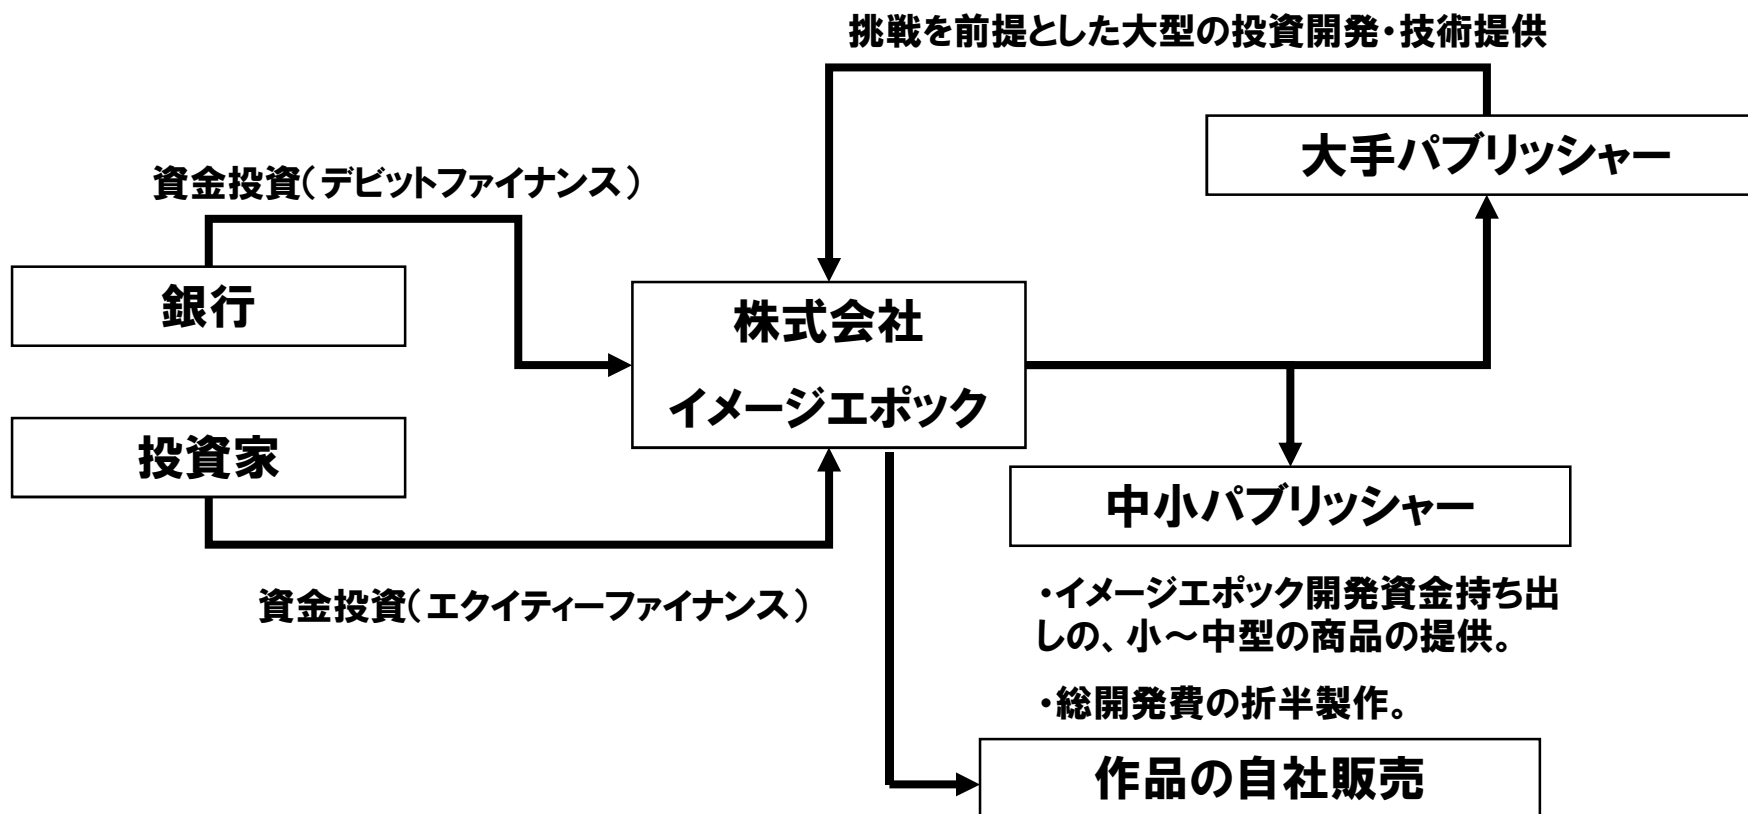 挑戦を前提とした大型の投資開発・技術提供
大手パブリッシャー
資金投資（デビットファイナンス）
銀行
株式会社
イメージエポック
投資家
中小パブリッシャー
資金投資（エクイティーファイナンス）
・イメージエポック開発資金持ち出
しの、小～中型の商品の提供。
・総開発費の折半製作。
作品の自社販売